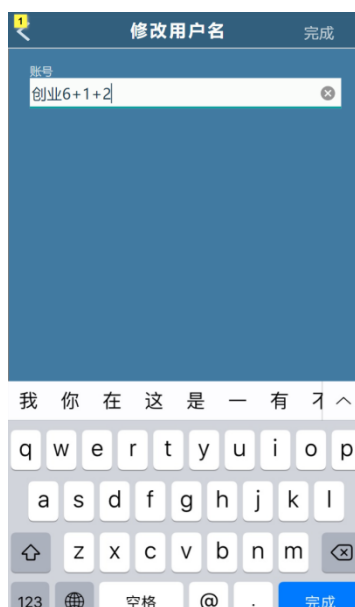 1
修改用户名 完成
账号
创业6+1+2
我 你 在 这 是 一 有
q w e r t y u i o p
a s d f g h j k l
z x c v b n m
123 空格 @ . 完成